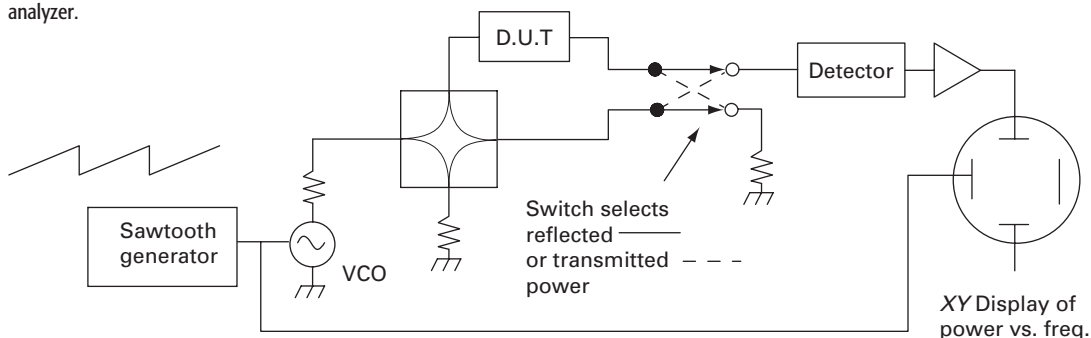 analyzer.
D.U.T
Detector
Sawtooth
generator
VCO
Switch selects
reflected
or transmitted
power
XY Display of
power vs. freq.